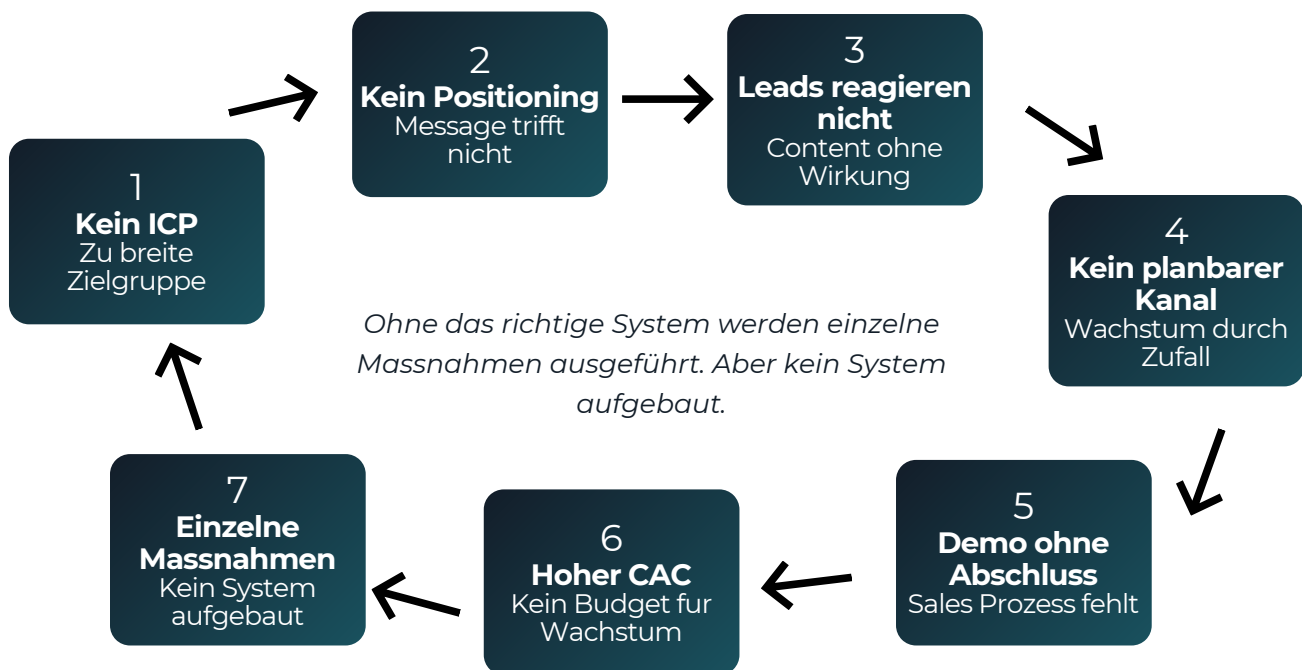 1
Kein ICP
Zu breite
Zielgruppe
2
Kein Positioning
Message trifft
nicht
3
Leads reagieren
nicht
Content ohne
Wirkung
4
Kein planbarer
Kanal
Wachstum durch
Zufall
5
Demo ohne
Abschluss
Sales Prozess fehlt
6
Hoher CAC
Kein Budget fur
Wachstum
7
Einzelne
Massnahmen
Kein System
aufgebaut
Ohne das richtige System werden einzelne
Massnahmen ausgeführt. Aber kein System
aufgebaut.